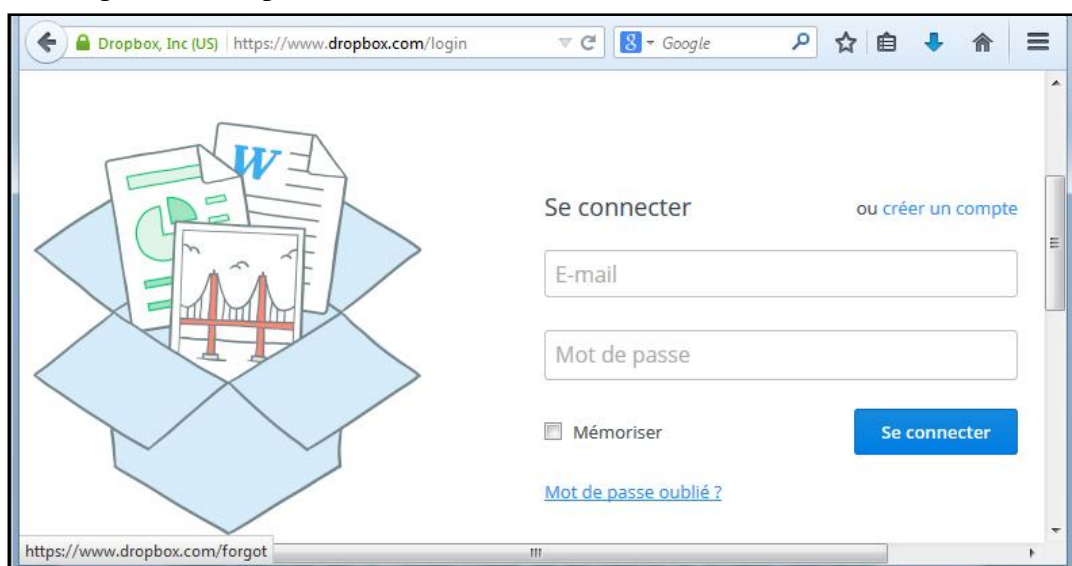 Dropbox, Inc (US) https://www.dropbox.com/login 8 Google
W
Se connecter ou créer un compte
E-mail
Mot de passe
Mémoriser Se connecter
Mot de passe oublié ?
https://www.dropbox.com/forgot